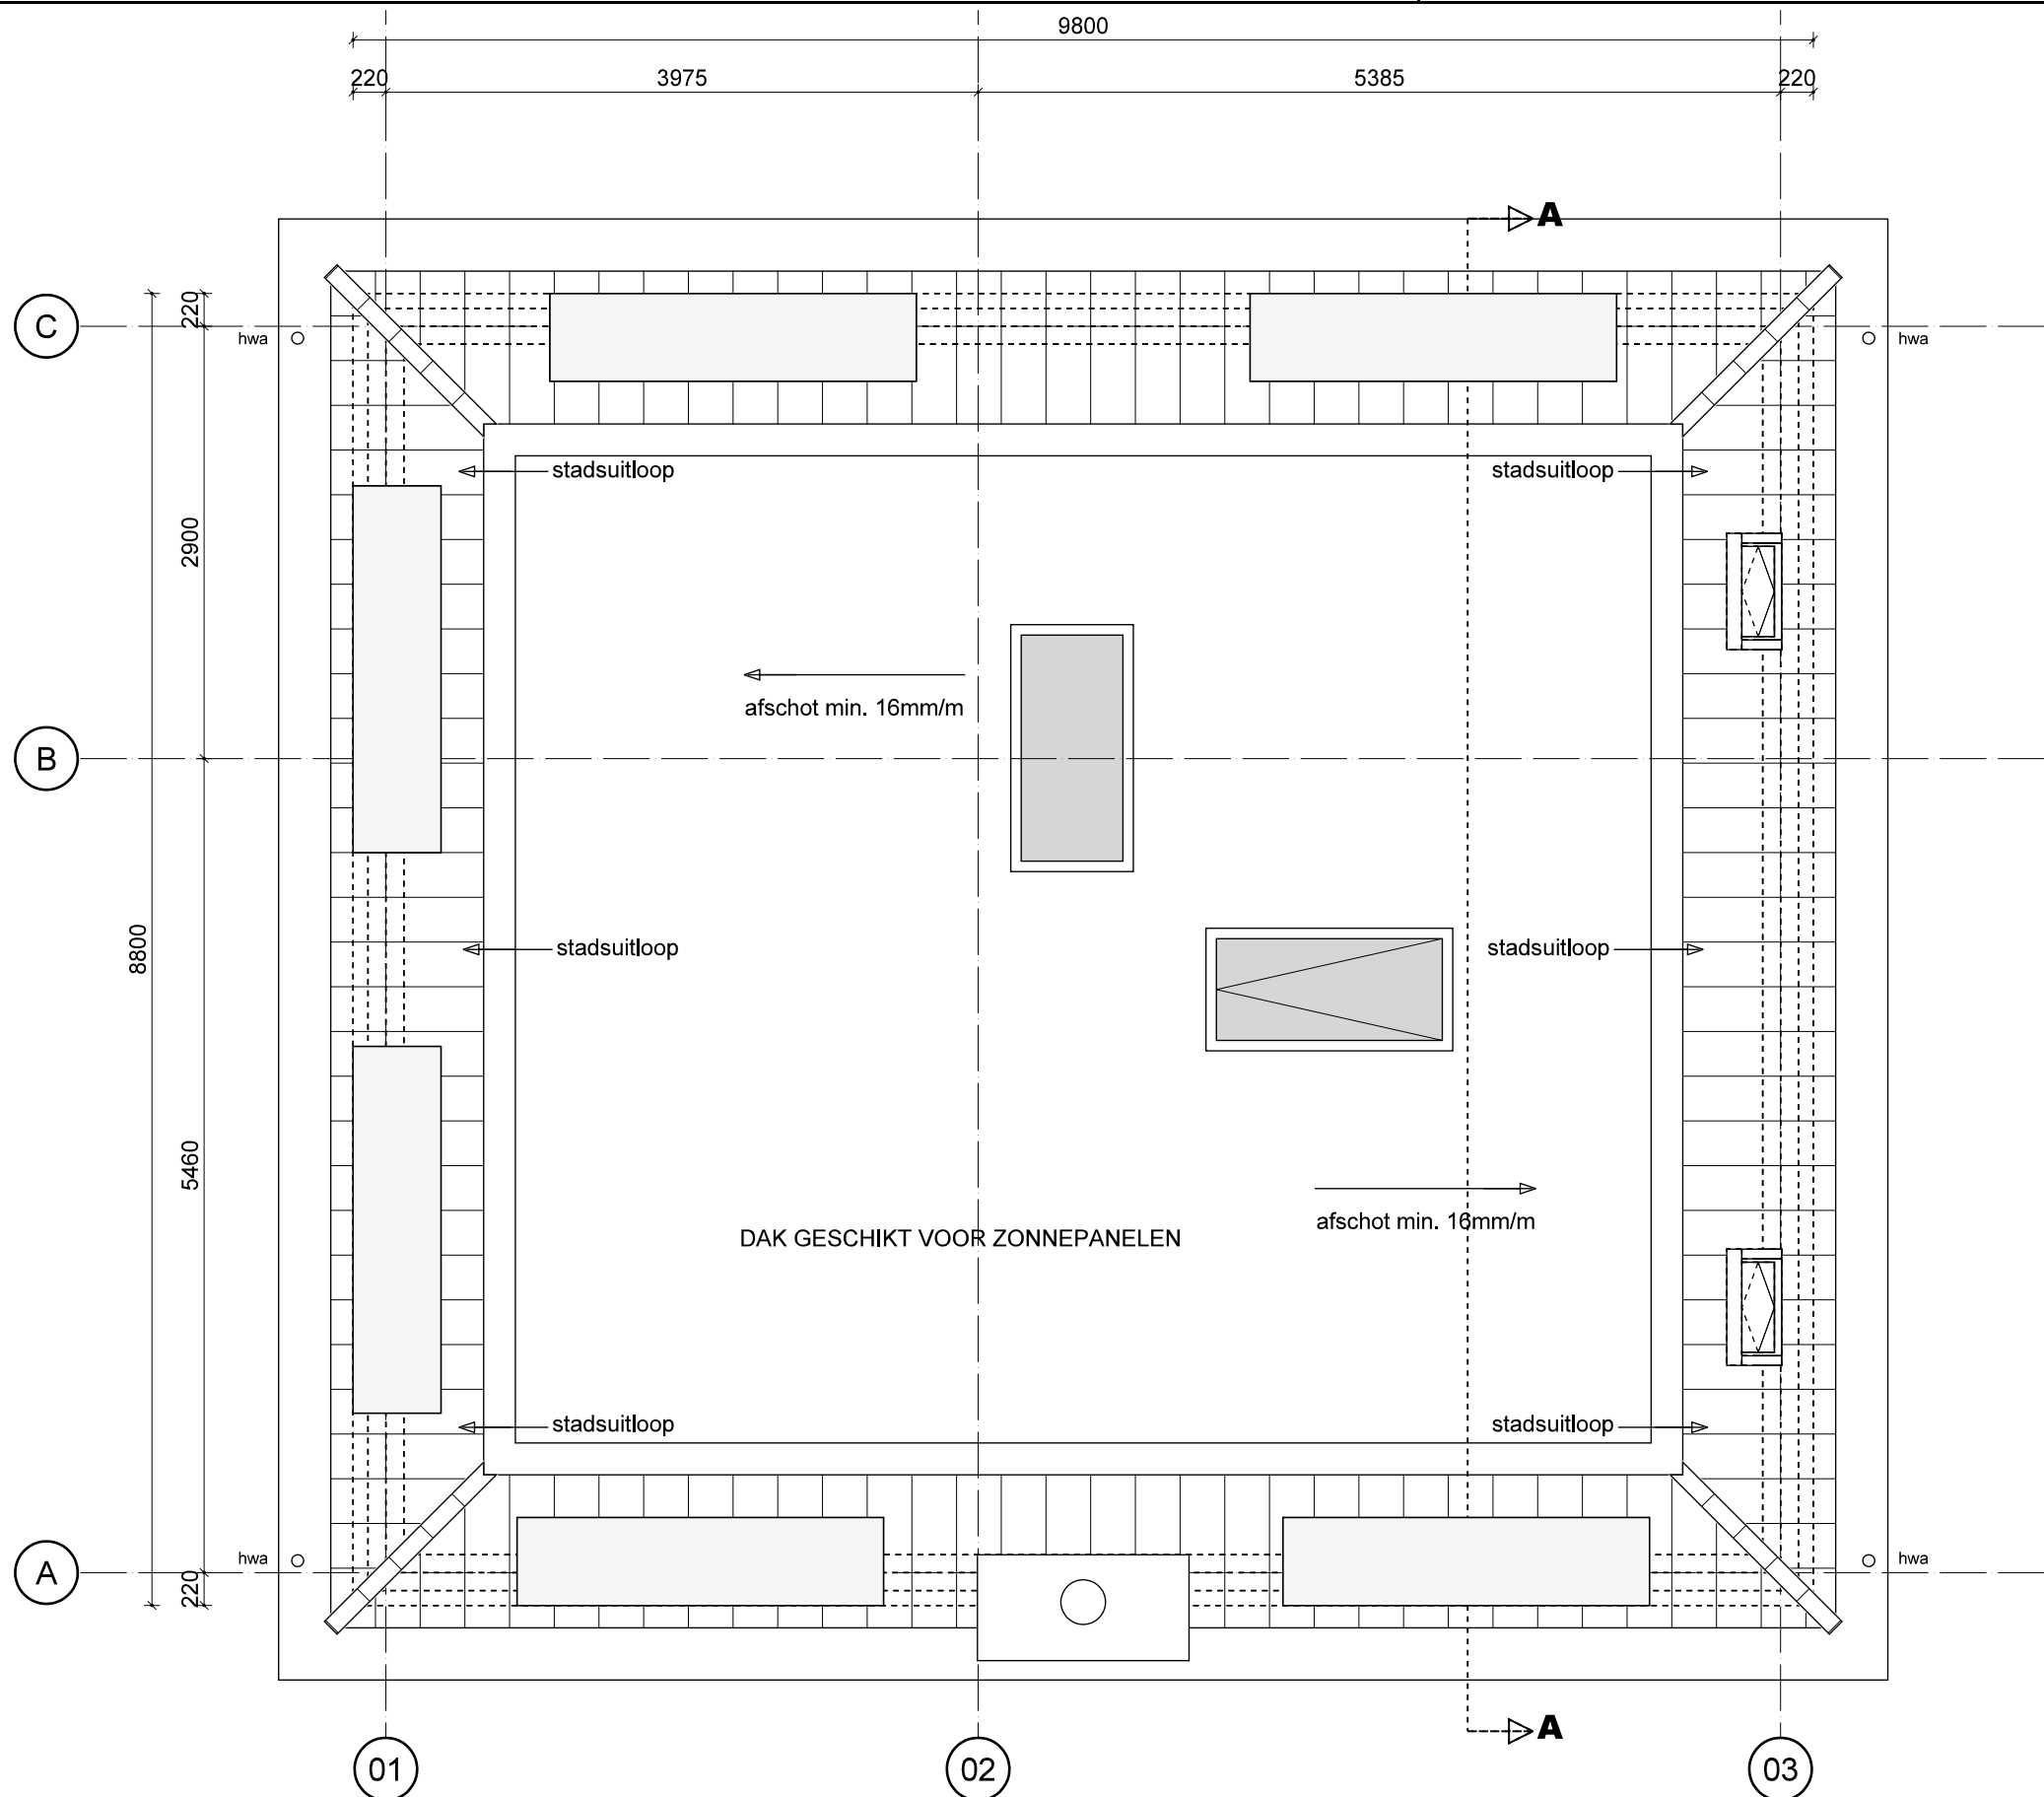 9800
220 3975 5385 220
A
C
220
hwa
hwa
stadsuitloop
stadsuitloop
2900
afschot min. 16mm/m
B
8800
stadsuitloop
stadsuitloop
5460
afschot min. 16mm/m
DAK GESCHIKT VOOR ZONNEPANELEN
stadsuitloop
stadsuitloop
hwa
hwa
A
220
A
01 02 03